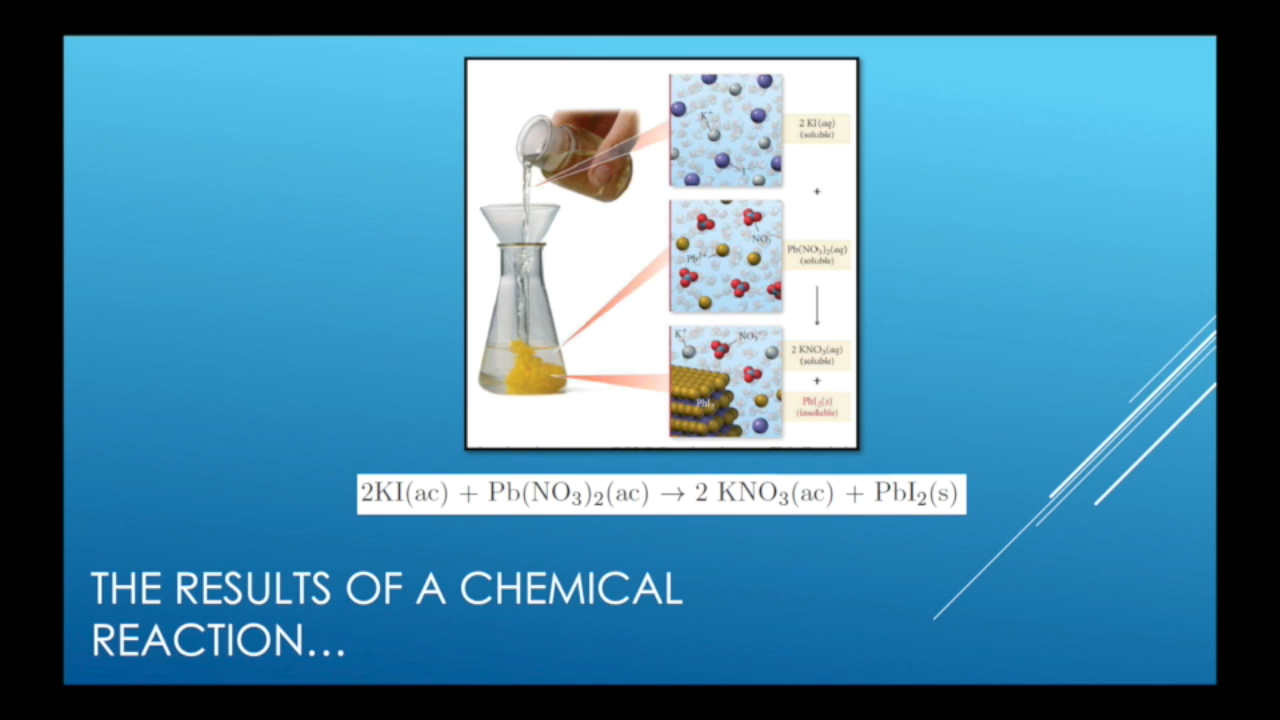 K⁺
I⁻
2 KI(aq)
(soluble)
+
NO₃⁻
Pb²⁺
Pb(NO₃)₂(aq)
(soluble)
K⁺
NO₃⁻
PbI₂
2 KNO₃(aq)
(soluble)
+
PbI₂(s)
(insoluble)
2KI(ac) + Pb(NO₃)₂(ac) → 2 KNO₃(ac) + PbI₂(s)
THE RESULTS OF A CHEMICAL
REACTION...